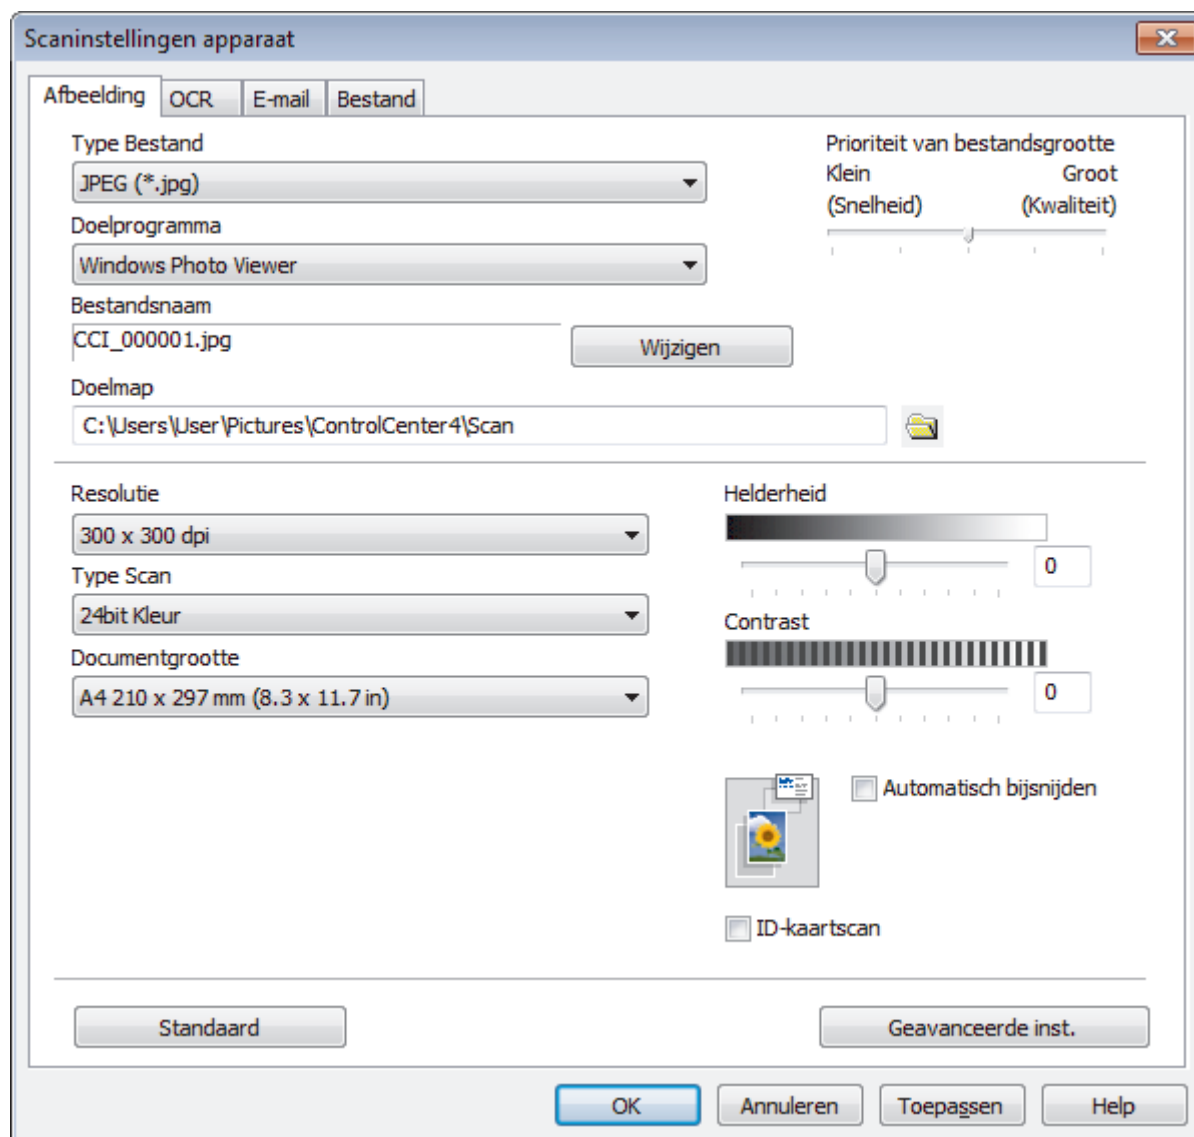 Scaninstellingen apparaat
Afbeelding OCR E-mail Bestand
Type Bestand
JPEG (*.jpg)
Doelprogramma
Windows Photo Viewer
Bestandsnaam
CCI_000001.jpg
Wijzigen
Doelmap
C:\Users\User\Pictures\ControlCenter4\Scan
Prioriteit van bestandsgrootte
Klein Groot
(Snelheid) (Kwaliteit)
Resolutie
300 x 300 dpi
Type Scan
24bit Kleur
Documentgrootte
A4 210 x 297 mm (8.3 x 11.7 in)
Helderheid
0
Contrast
0
Automatisch bijsnijden
ID-kaartscan
Standaard
Geavanceerde inst.
OK
Annuleren
Toepassen
Help